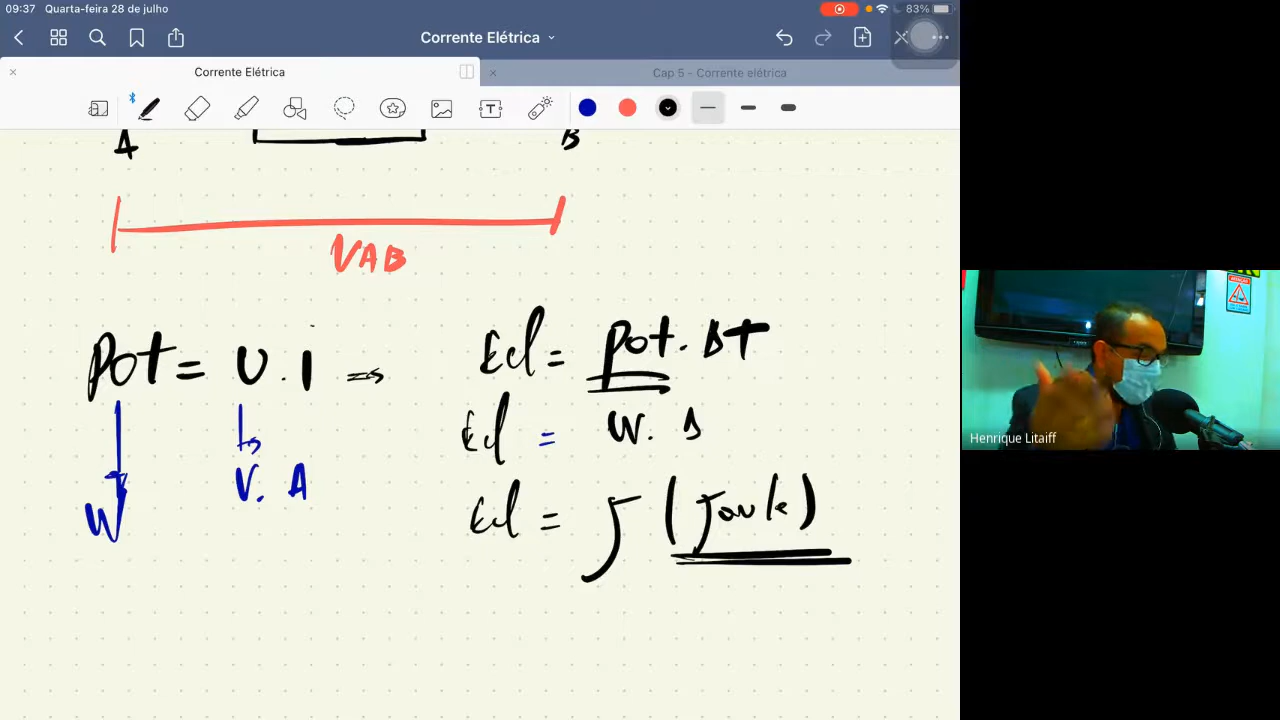 09:37 Quarta-feira 28 de julho
83%
Corrente Elétrica
Corrente Elétrica
Cap 5 - Corrente elétrica
A
B
VAB
Pot = U . i ⇒
W
V. A
Eel = Pot . Δt
Eel = W. s
Eel = J (Joule)
Henrique Litaiff